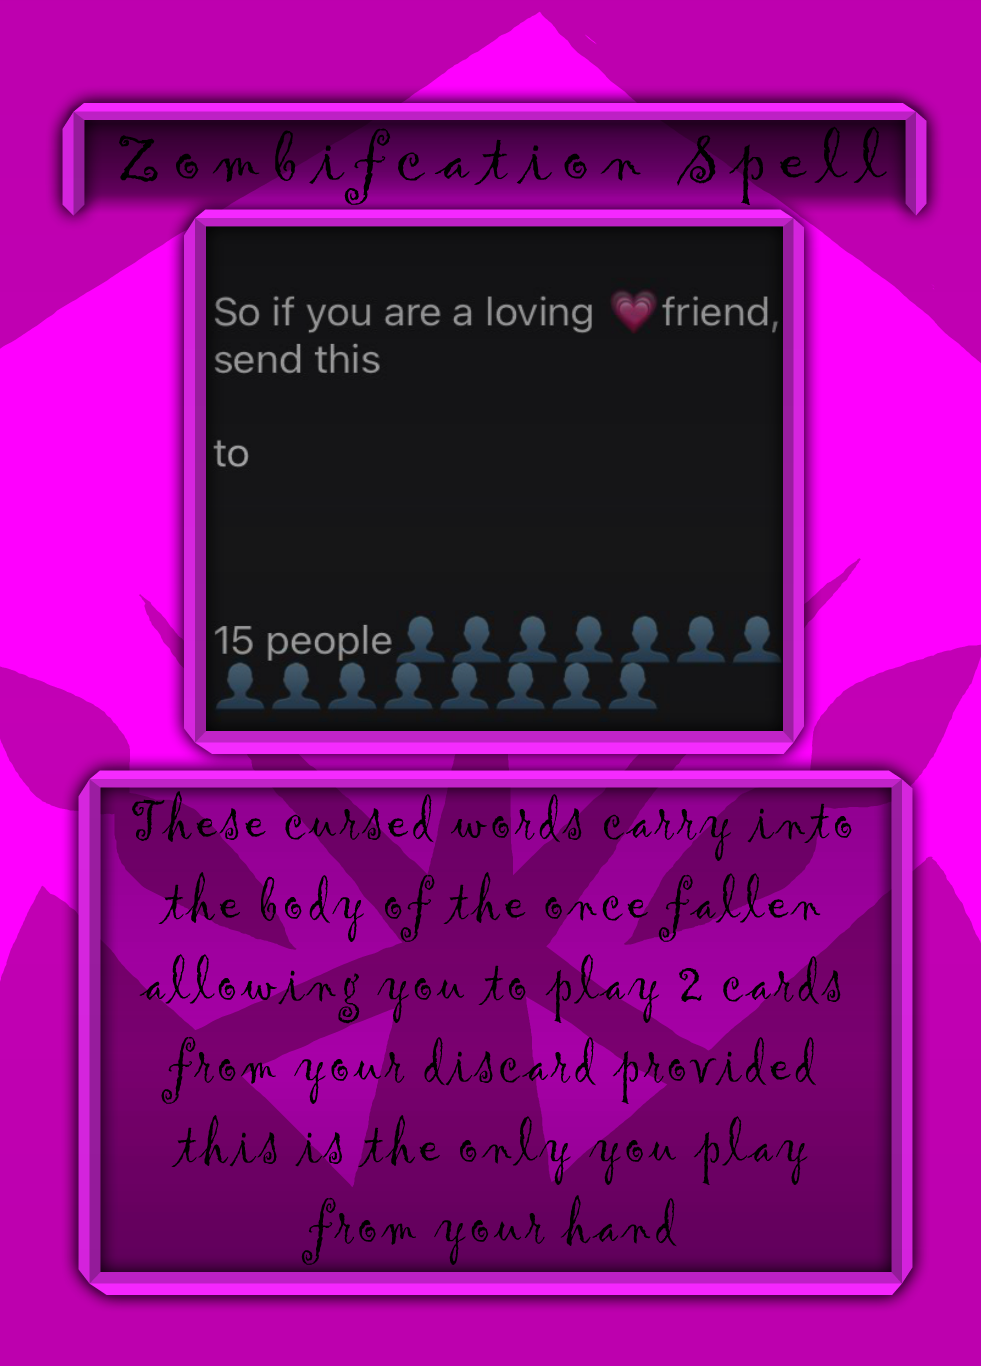 Zombifcation Spell
So if you are a loving 💗friend,
send this
to
15 people👤👤👤👤👤👤👤
👤👤👤👤👤👤👤👤
These cursed words carry into
the body of the once fallen
allowing you to play 2 cards
from your discard provided
this is the only you play
from your hand